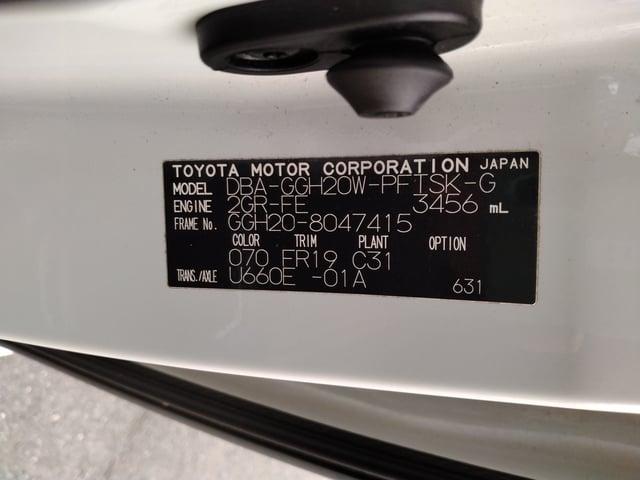 TOYOTA MOTOR CORPORATION JAPAN
MODEL DBA-GGH20W-PFTSK-G
ENGINE 2GR-FE 3456 mL
FRAME No. GGH20-8047415
COLOR TRIM PLANT OPTION
070 FR19 C31
TRANS./AXLE U660E -01A
631